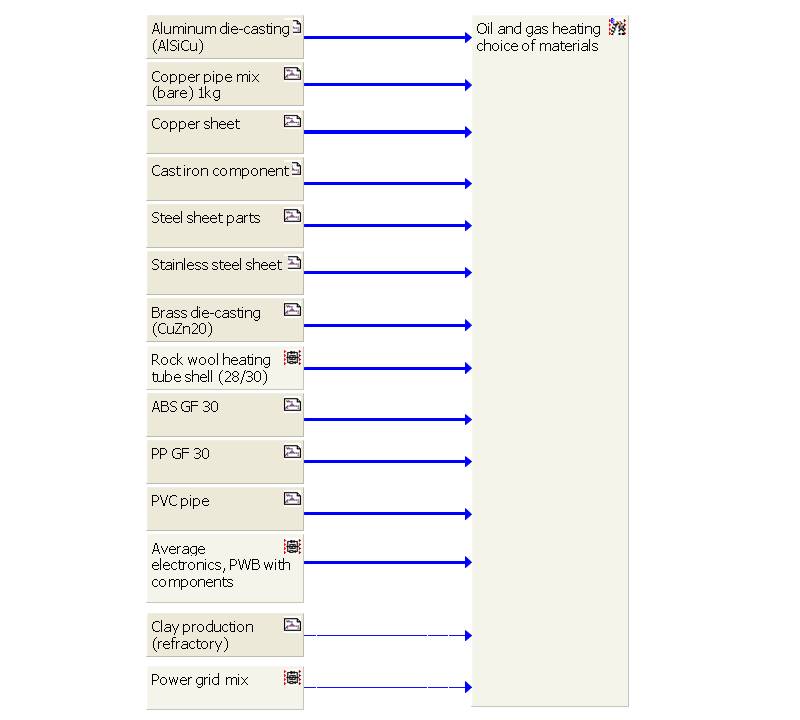 Aluminum die-casting
(AlSiCu)
Copper pipe mix
(bare) 1kg
Copper sheet
Cast iron component
Steel sheet parts
Stainless steel sheet
Brass die-casting
(CuZn20)
Rock wool heating
tube shell (28/30)
ABS GF 30
PP GF 30
PVC pipe
Average
electronics, PWB with
components
Clay production
(refractory)
Power grid mix
Oil and gas heating
choice of materials